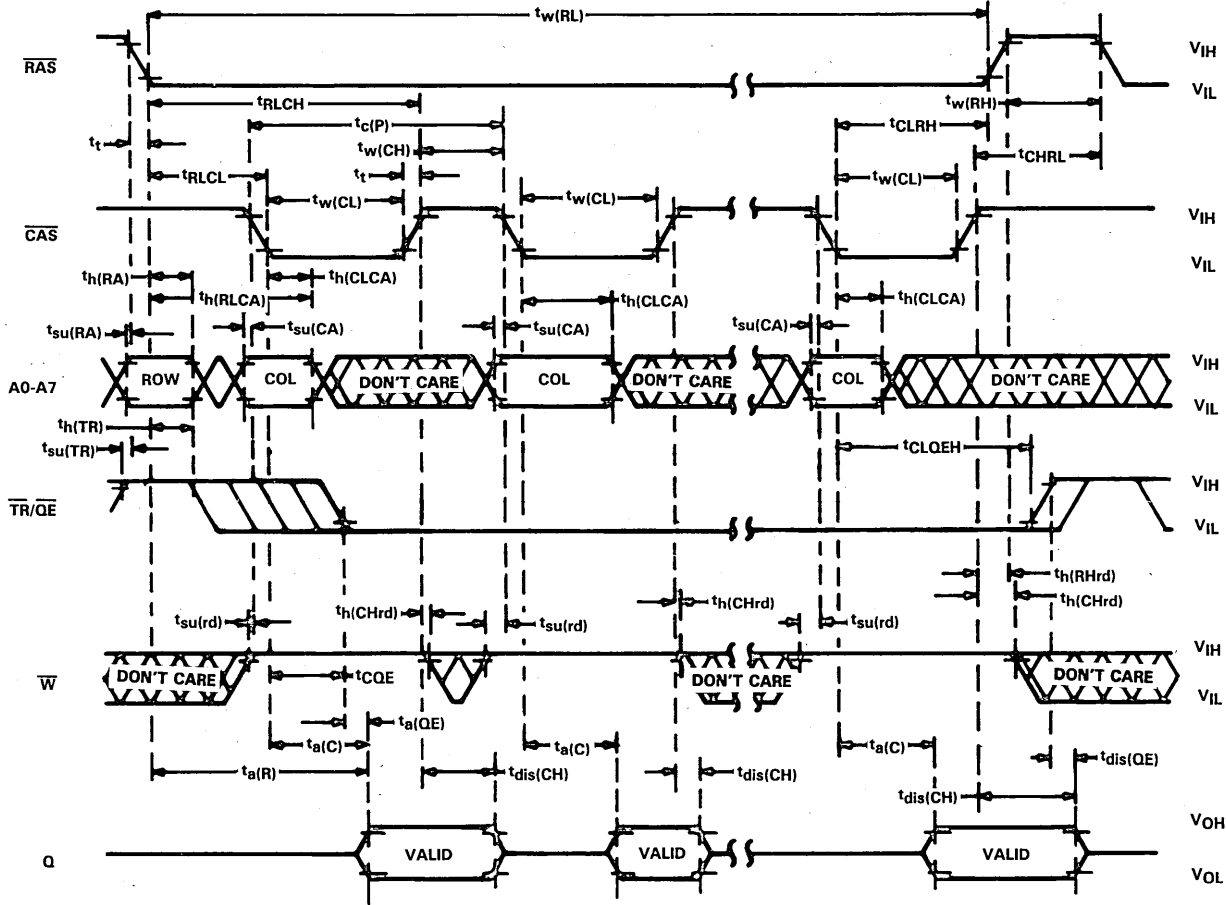 tw(RL)
RAS
VIH
VIL
tRLCH
tw(RH)
tc(P)
tCLRH
tt
tw(CH)
tCHRL
tRLCL
tt
tw(CL)
tw(CL)
tw(CL)
CAS
VIH
VIL
th(RA)
th(CLCA)
th(RLCA)
th(CLCA)
th(CLCA)
tsu(RA)
tsu(CA)
tsu(CA)
tsu(CA)
A0-A7
ROW
COL
DON'T CARE
COL
DON'T CARE
COL
DON'T CARE
VIH
VIL
th(TR)
tsu(TR)
tCLQEH
TR/QE
VIH
VIL
th(RHrd)
th(CHrd)
th(CHrd)
th(CHrd)
tsu(rd)
tsu(rd)
tsu(rd)
W
DON'T CARE
DON'T CARE
DON'T CARE
VIH
VIL
tCQE
ta(QE)
ta(C)
ta(C)
ta(C)
ta(R)
tdis(CH)
tdis(CH)
tdis(QE)
tdis(CH)
Q
VALID
VALID
VALID
VOH
VOL